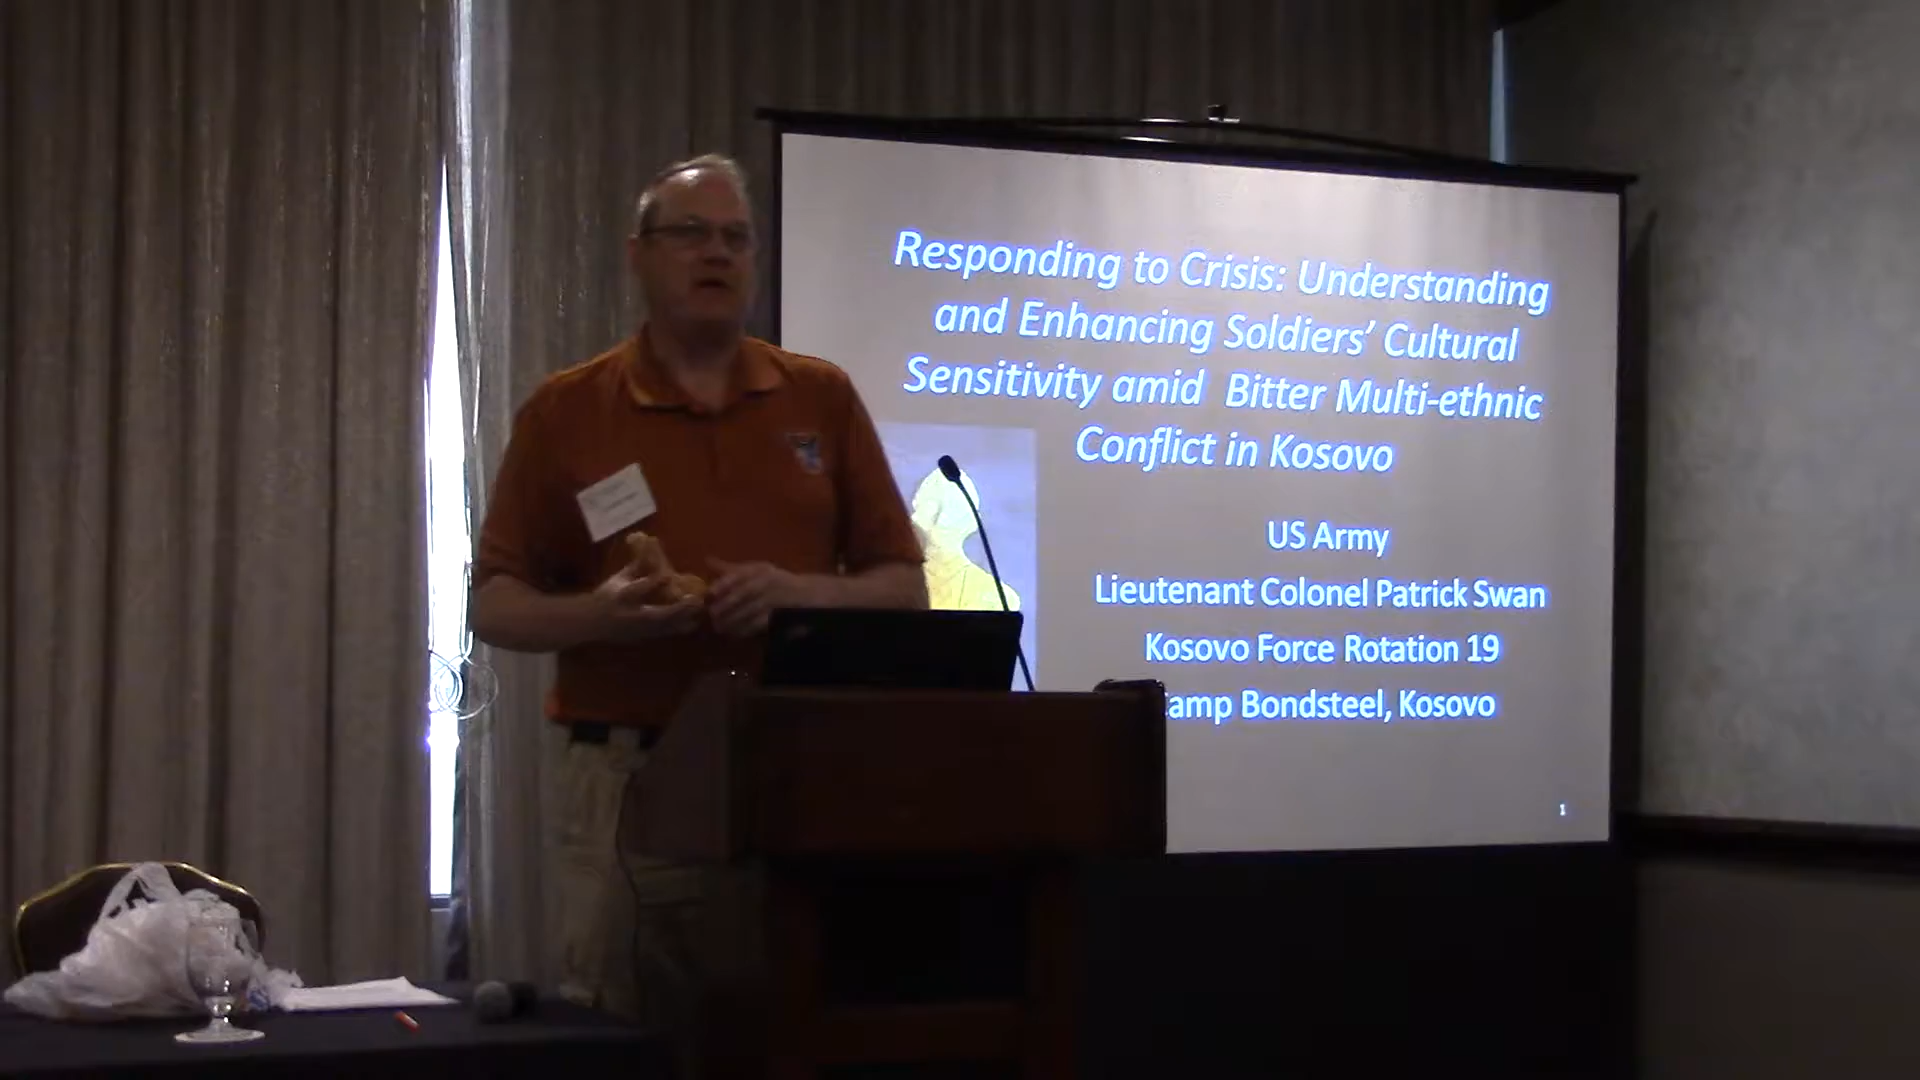 Responding to Crisis: Understanding
and Enhancing Soldiers’ Cultural
Sensitivity amid Bitter Multi-ethnic
Conflict in Kosovo
US Army
Lieutenant Colonel Patrick Swan
Kosovo Force Rotation 19
amp Bondsteel, Kosovo
1